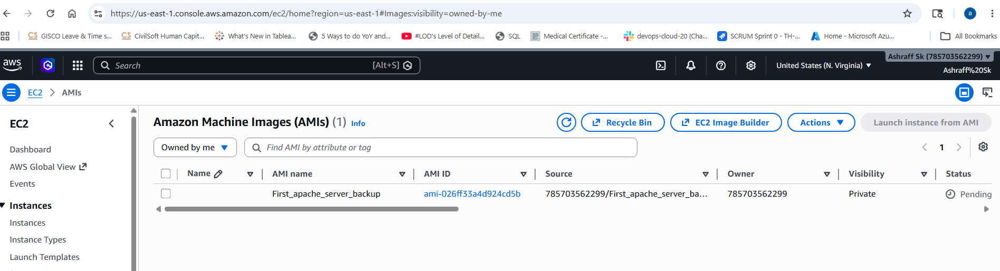 https://us-east-1.console.aws.amazon.com/ec2/home?region=us-east-1#Images:visibility=owned-by-me
a
GISCO Leave & Time s... CS CivilSoft Human Capit... What's New in Tablea... 5 Ways to do YoY and... #LOD's Level of Detail... SQL Medical Certificate -... devops-cloud-20 (Cha... SCRUM Sprint 0 - TH-... Home - Microsoft Azu... All Bookmarks
aws Search [Alt+S] United States (N. Virginia) Ashraff Sk (785703562299)
Ashraff%20Sk
EC2 AMIs
EC2
Dashboard
AWS Global View
Events
Instances
Instances
Instance Types
Launch Templates
Amazon Machine Images (AMIs) (1) Info Recycle Bin EC2 Image Builder Actions Launch instance from AMI
Owned by me Find AMI by attribute or tag 1
Name AMI name AMI ID Source Owner Visibility Status
First_apache_server_backup ami-026ff33a4d924cd5b 785703562299/First_apache_server_ba... 785703562299 Private Pending